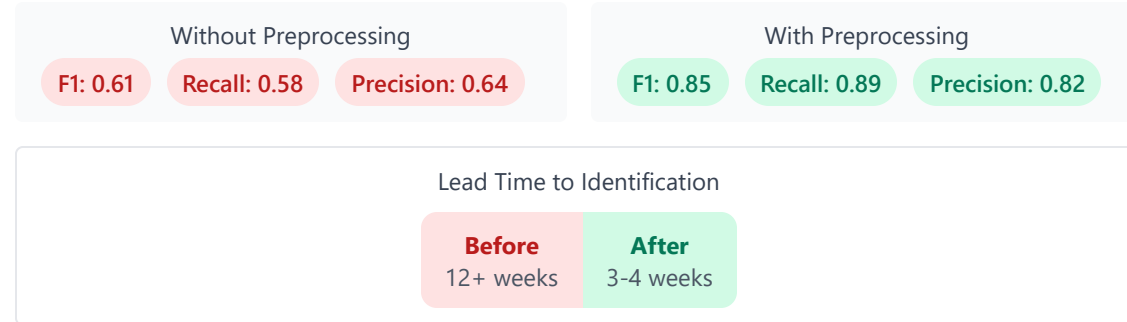 Without Preprocessing
F1: 0.61 Recall: 0.58 Precision: 0.64
With Preprocessing
F1: 0.85 Recall: 0.89 Precision: 0.82
Lead Time to Identification
Before
12+ weeks
After
3-4 weeks